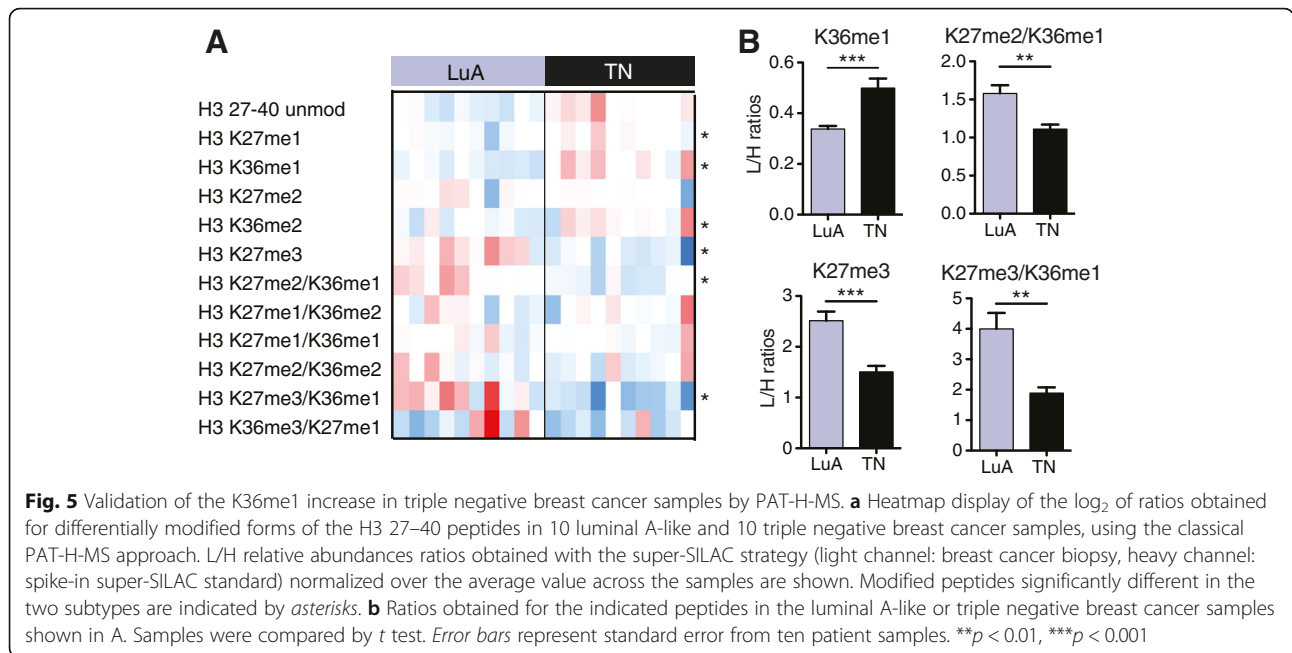 A
LuA TN
H3 27-40 unmod
H3 K27me1 *
H3 K36me1 *
H3 K27me2
H3 K36me2 *
H3 K27me3 *
H3 K27me2/K36me1 *
H3 K27me1/K36me2
H3 K27me1/K36me1
H3 K27me2/K36me2
H3 K27me3/K36me1 *
H3 K36me3/K27me1
B
K36me1
***
L/H ratios
0.6
0.4
0.2
0.0
LuA TN
K27me2/K36me1
**
2.0
1.5
1.0
0.5
0.0
LuA TN
K27me3
***
L/H ratios
3
2
1
0
LuA TN
K27me3/K36me1
**
5
4
3
2
1
0
LuA TN
Fig. 5 Validation of the K36me1 increase in triple negative breast cancer samples by PAT-H-MS. a Heatmap display of the log₂ of ratios obtained
for differentially modified forms of the H3 27–40 peptides in 10 luminal A-like and 10 triple negative breast cancer samples, using the classical
PAT-H-MS approach. L/H relative abundances ratios obtained with the super-SILAC strategy (light channel: breast cancer biopsy, heavy channel:
spike-in super-SILAC standard) normalized over the average value across the samples are shown. Modified peptides significantly different in the
two subtypes are indicated by asterisks. b Ratios obtained for the indicated peptides in the luminal A-like or triple negative breast cancer samples
shown in A. Samples were compared by t test. Error bars represent standard error from ten patient samples. **p < 0.01, ***p < 0.001